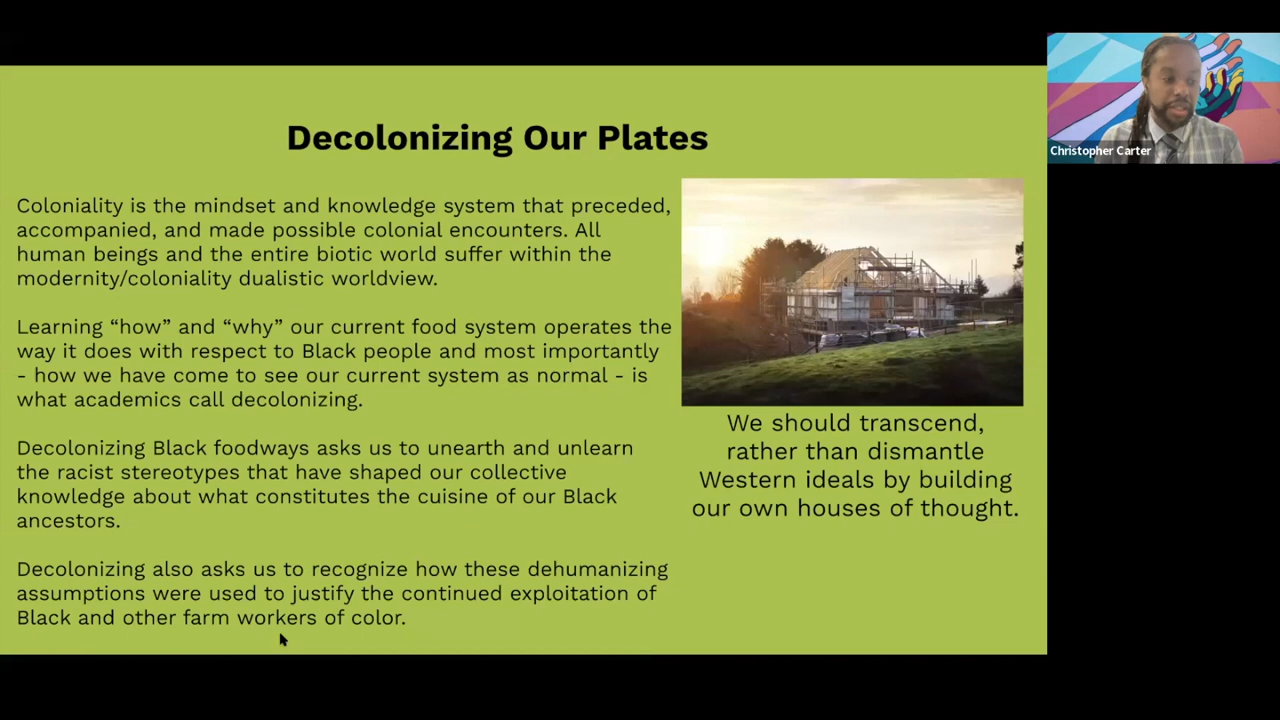 Decolonizing Our Plates
Coloniality is the mindset and knowledge system that preceded,
accompanied, and made possible colonial encounters. All
human beings and the entire biotic world suffer within the
modernity/coloniality dualistic worldview.
Learning “how” and “why” our current food system operates the
way it does with respect to Black people and most importantly
- how we have come to see our current system as normal - is
what academics call decolonizing.
Decolonizing Black foodways asks us to unearth and unlearn
the racist stereotypes that have shaped our collective
knowledge about what constitutes the cuisine of our Black
ancestors.
Decolonizing also asks us to recognize how these dehumanizing
assumptions were used to justify the continued exploitation of
Black and other farm workers of color.
We should transcend,
rather than dismantle
Western ideals by building
our own houses of thought.
Christopher Carter